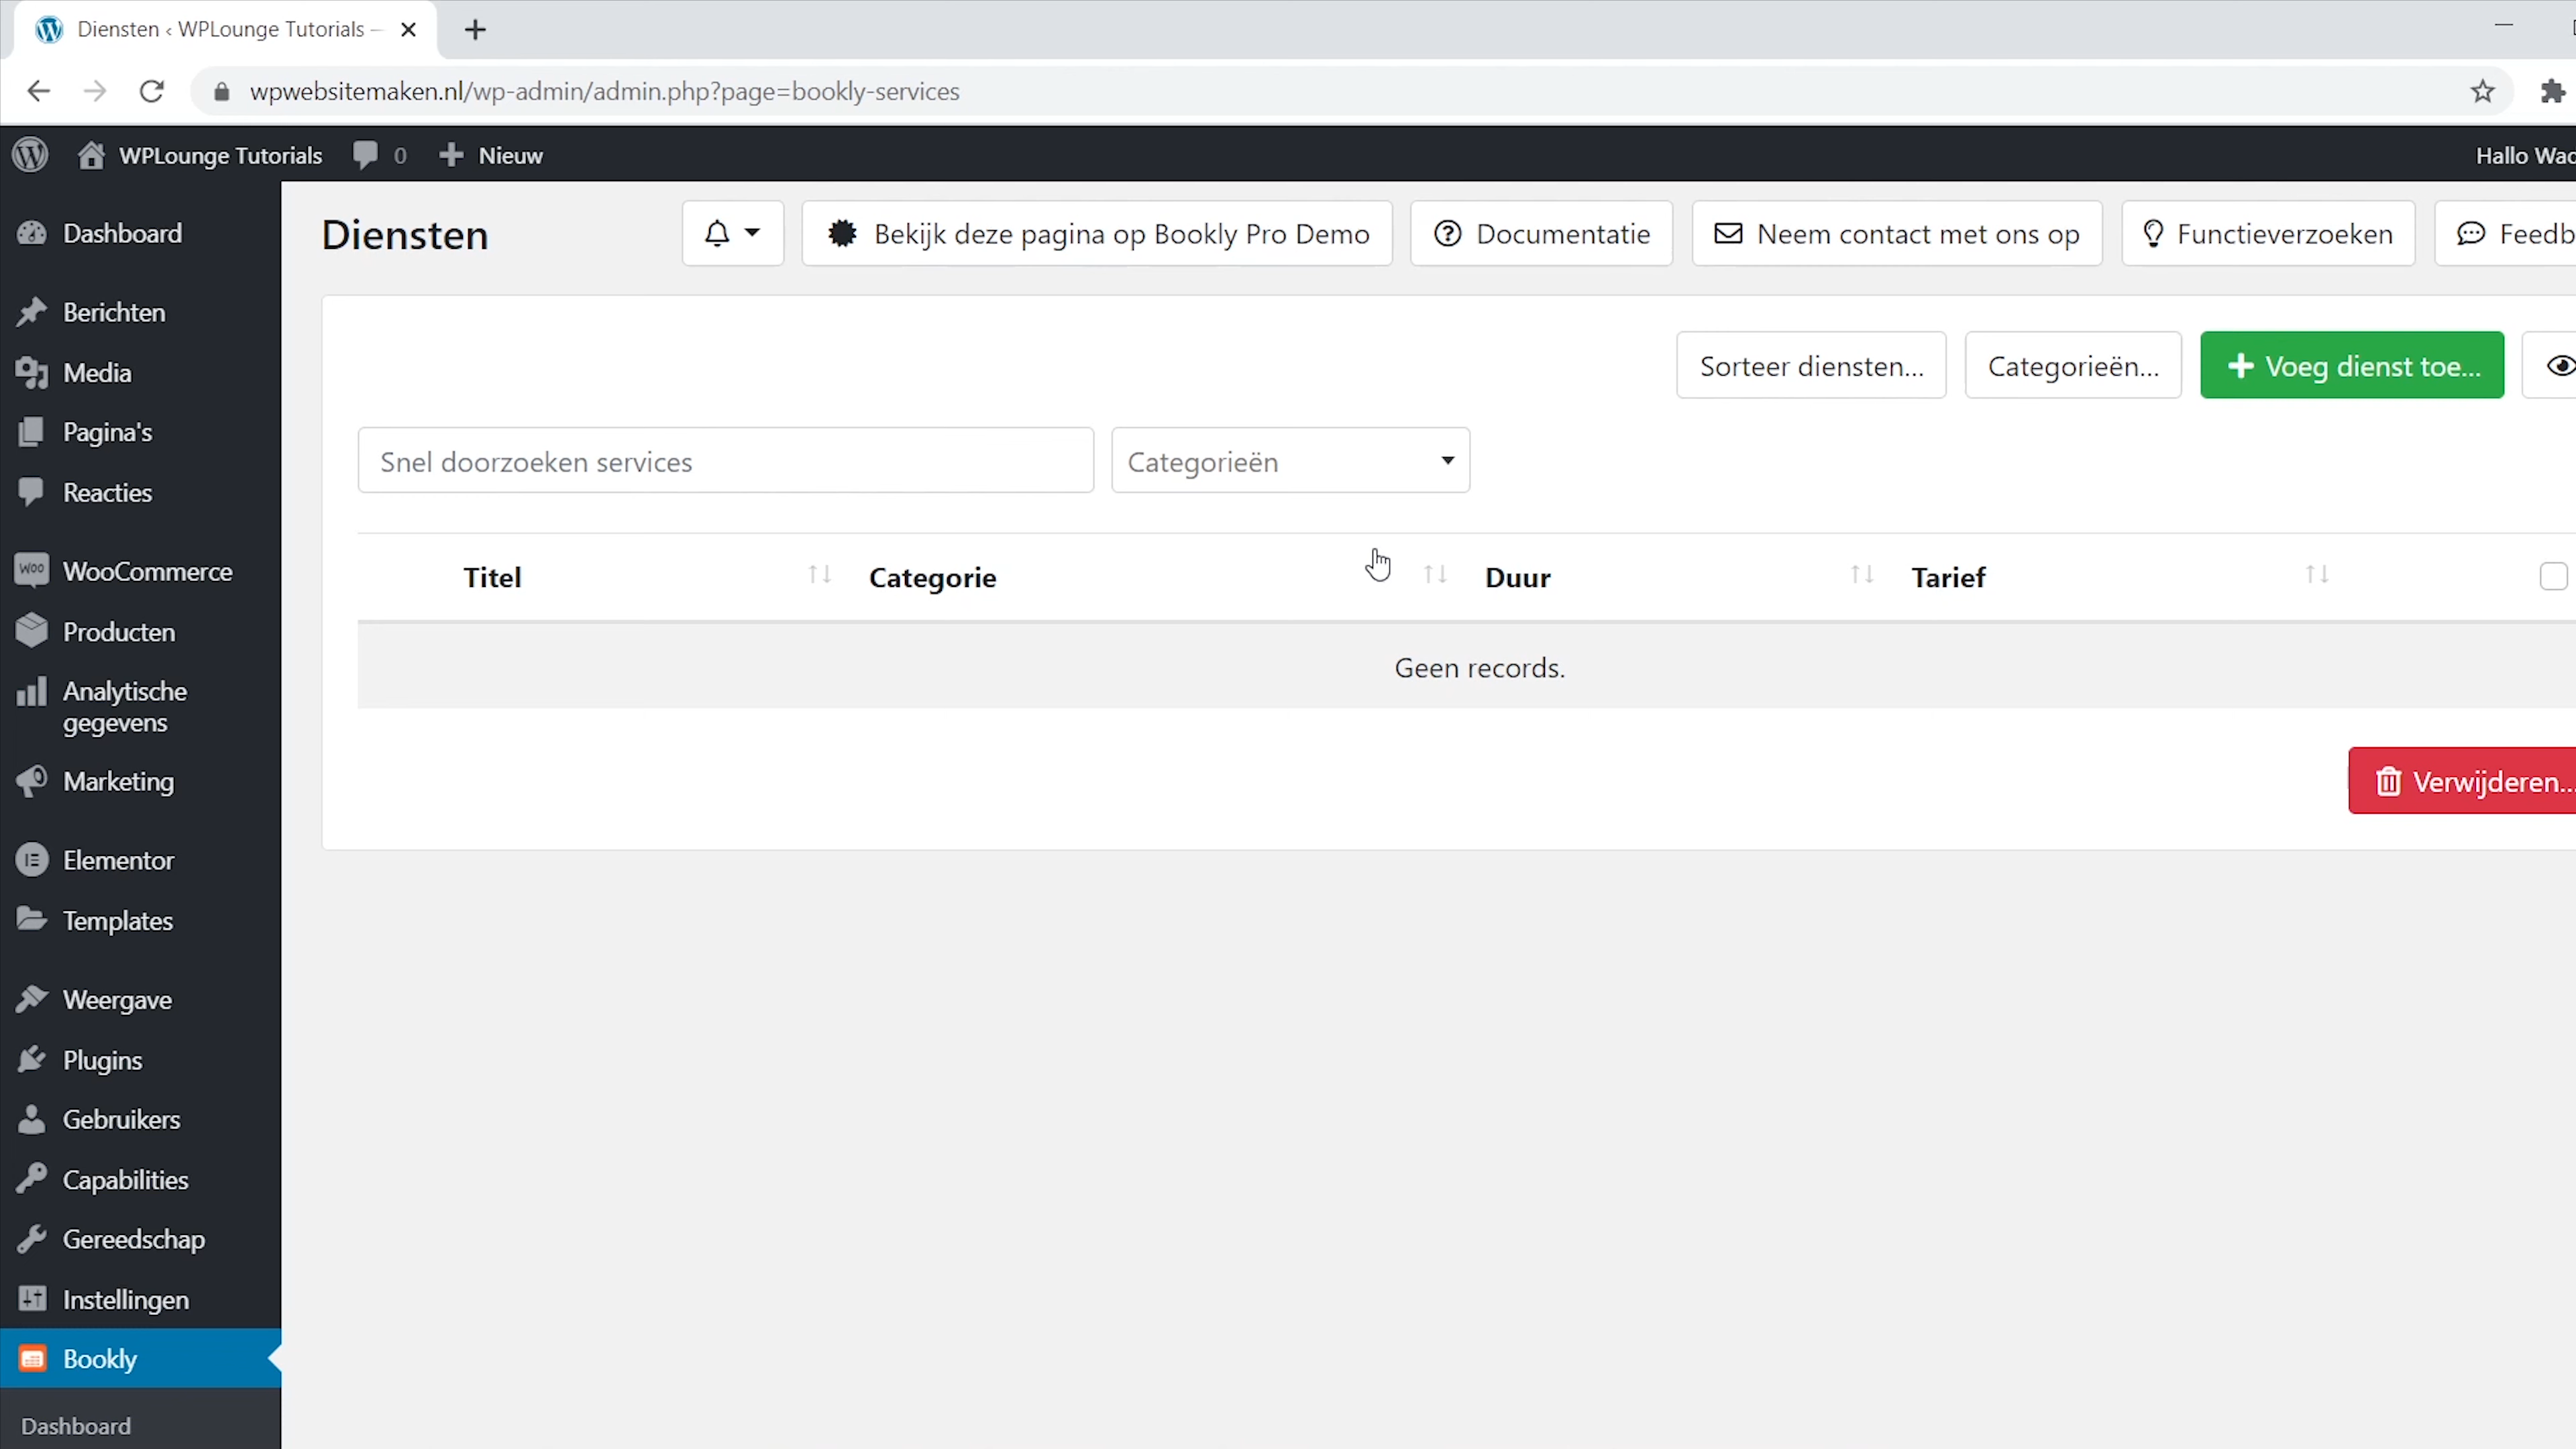 Diensten ‹ WPLounge Tutorials –
wpwebsitemaken.nl/wp-admin/admin.php?page=bookly-services
WPLounge Tutorials 0 Nieuw Hallo
Dashboard
Berichten
Media
Pagina's
Reacties
WooCommerce
Producten
Analytische
gegevens
Marketing
Elementor
Templates
Weergave
Plugins
Gebruikers
Capabilities
Gereedschap
Instellingen
Bookly
Dashboard
Diensten
Bekijk deze pagina op Bookly Pro Demo
Documentatie
Neem contact met ons op
Functieverzoeken
Sorteer diensten...
Categorieën...
Voeg dienst toe...
Snel doorzoeken services
Categorieën
Titel Categorie Duur Tarief
Geen records.
Verwijderen...